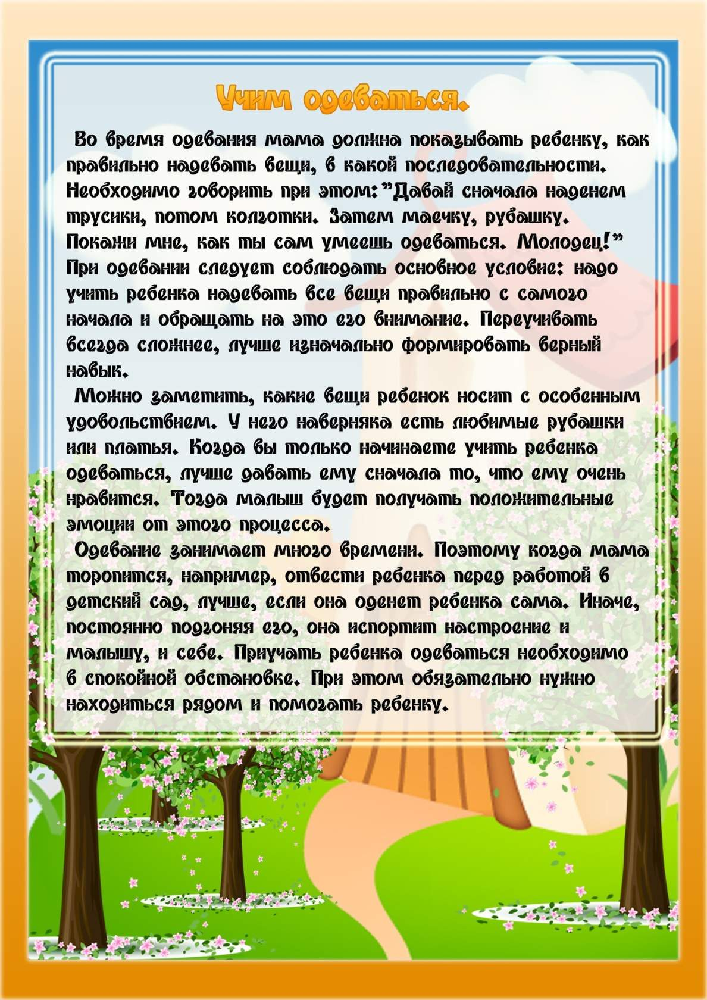 Учим одеваться.
Во время одевания мама должна показывать ребенку, как
правильно надевать вещи, в какой последовательности.
Необходимо говорить при этом:”Давай сначала наденем
трусики, потом колготки. Затем маечку, рубашку.
Покажи мне, как ты сам умеешь одеваться. Молодец!”
При одевании следует соблюдать основное условие: надо
учить ребенка надевать все вещи правильно с самого
начала и обращать на это его внимание. Переучивать
всегда сложнее, лучше изначально формировать верный
навык.
Можно заметить, какие вещи ребенок носит с особенным
удовольствием. У него наверняка есть любимые рубашки
или платья. Когда вы только начинаете учить ребенка
одеваться, лучше давать ему сначала то, что ему очень
нравится. Тогда малыш будет получать положительные
эмоции от этого процесса.
Одевание занимает много времени. Поэтому когда мама
торопится, например, отвести ребенка перед работой в
детский сад, лучше, если она оденет ребенка сама. Иначе,
постоянно подгоняя его, она испортит настроение и
малышу, и себе. Приучать ребенка одеваться необходимо
в спокойной обстановке. При этом обязательно нужно
находиться рядом и помогать ребенку.